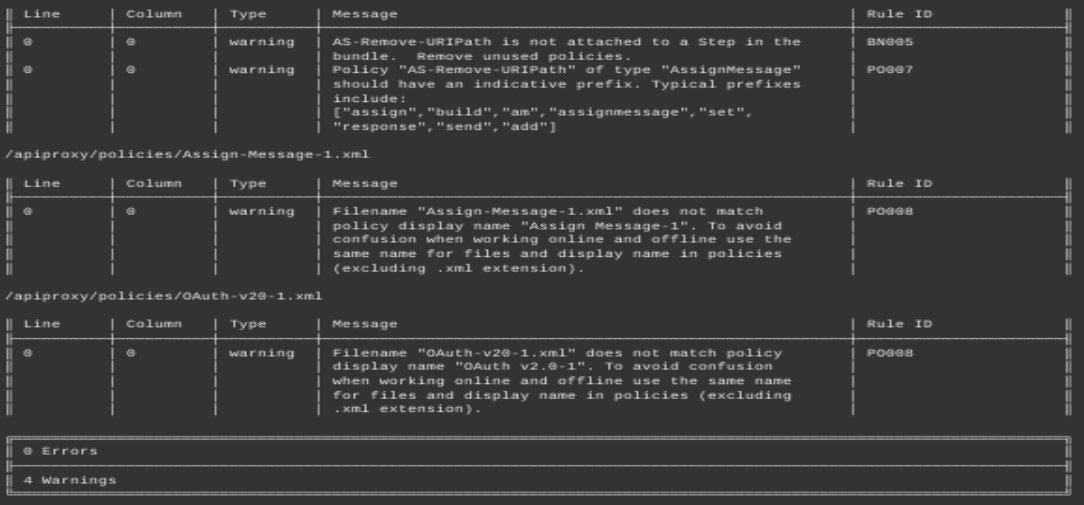 Line Column Type Message Rule ID
0 0 warning AS-Remove-URIPath is not attached to a Step in the BN005
bundle.  Remove unused policies.
0 0 warning Policy "AS-Remove-URIPath" of type "AssignMessage" PO007
should have an indicative prefix. Typical prefixes
include:
["assign","build","am","assignmessage","set",
"response","send","add"]
/apiproxy/policies/Assign-Message-1.xml
Line Column Type Message Rule ID
0 0 warning Filename "Assign-Message-1.xml" does not match PO008
policy display name "Assign Message-1". To avoid
confusion when working online and offline use the
same name for files and display name in policies
(excluding .xml extension).
/apiproxy/policies/OAuth-v20-1.xml
Line Column Type Message Rule ID
0 0 warning Filename "OAuth-v20-1.xml" does not match policy PO008
display name "OAuth v2.0-1". To avoid confusion
when working online and offline use the same name
for files and display name in policies (excluding
.xml extension).
0 Errors
4 Warnings